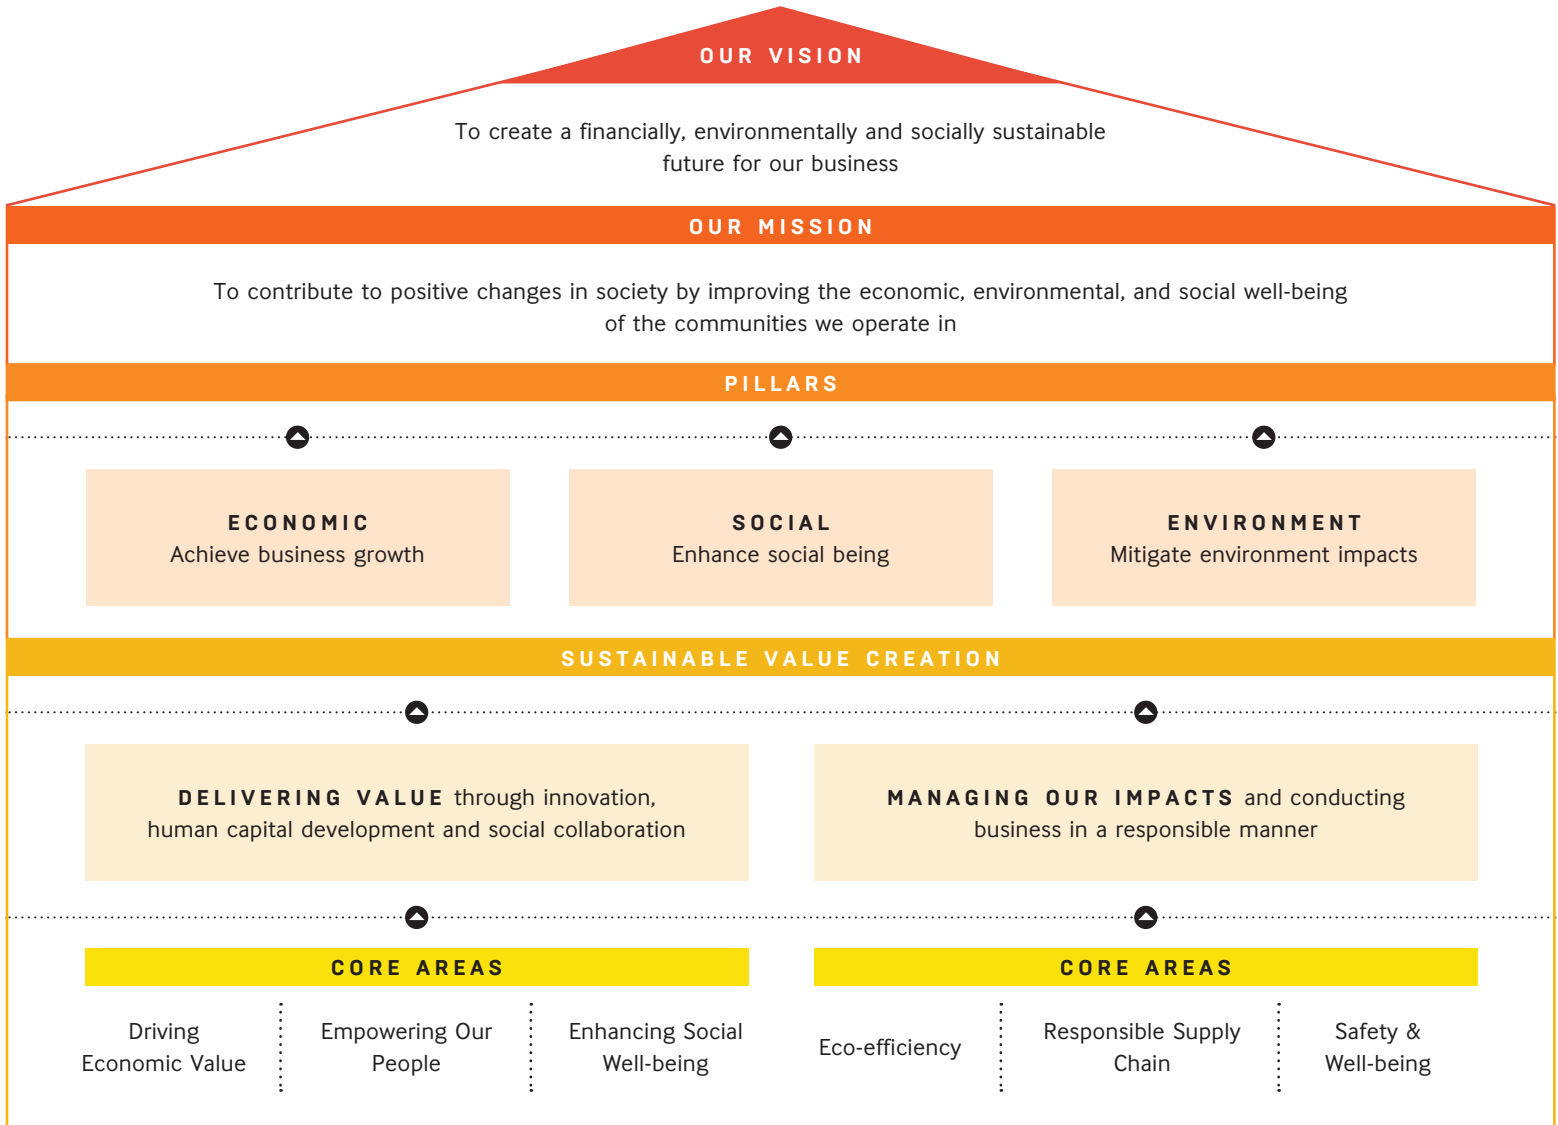 OUR VISION
To create a financially, environmentally and socially sustainable
future for our business
OUR MISSION
To contribute to positive changes in society by improving the economic, environmental, and social well-being
of the communities we operate in
PILLARS
ECONOMIC
Achieve business growth
SOCIAL
Enhance social being
ENVIRONMENT
Mitigate environment impacts
SUSTAINABLE VALUE CREATION
DELIVERING VALUE through innovation,
human capital development and social collaboration
MANAGING OUR IMPACTS and conducting
business in a responsible manner
CORE AREAS
Driving
Economic Value
Empowering Our
People
Enhancing Social
Well-being
CORE AREAS
Eco-efficiency
Responsible Supply
Chain
Safety &
Well-being